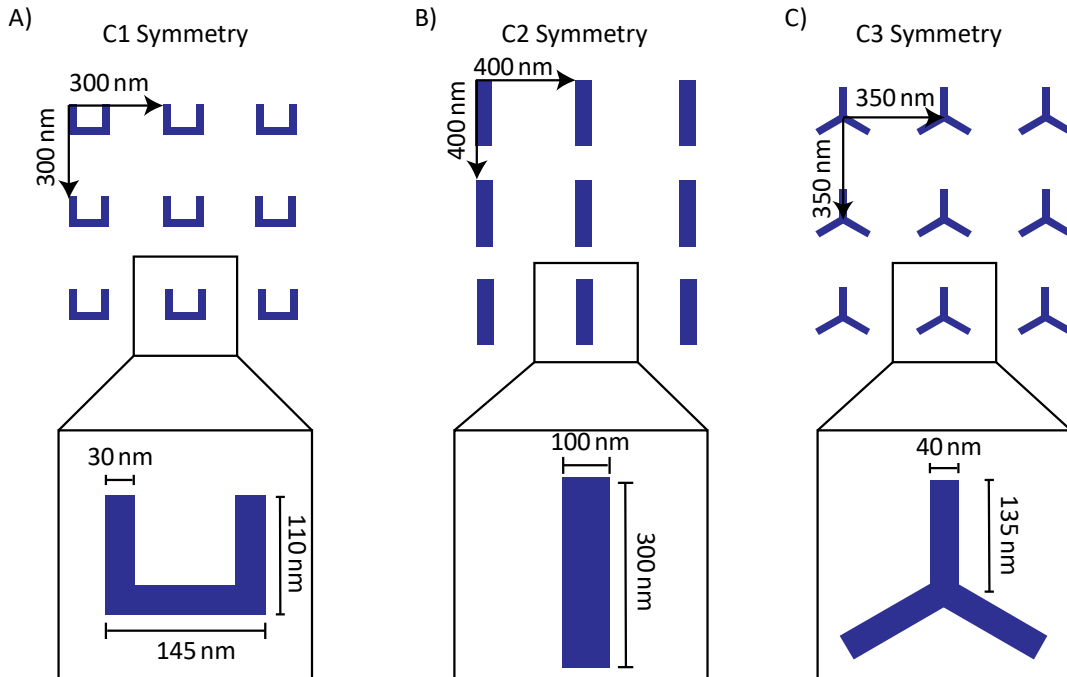 A)
C1 Symmetry
300 nm
300 nm
30 nm
110 nm
145 nm
B)
C2 Symmetry
400 nm
400 nm
100 nm
300 nm
C)
C3 Symmetry
350 nm
350 nm
40 nm
135 nm